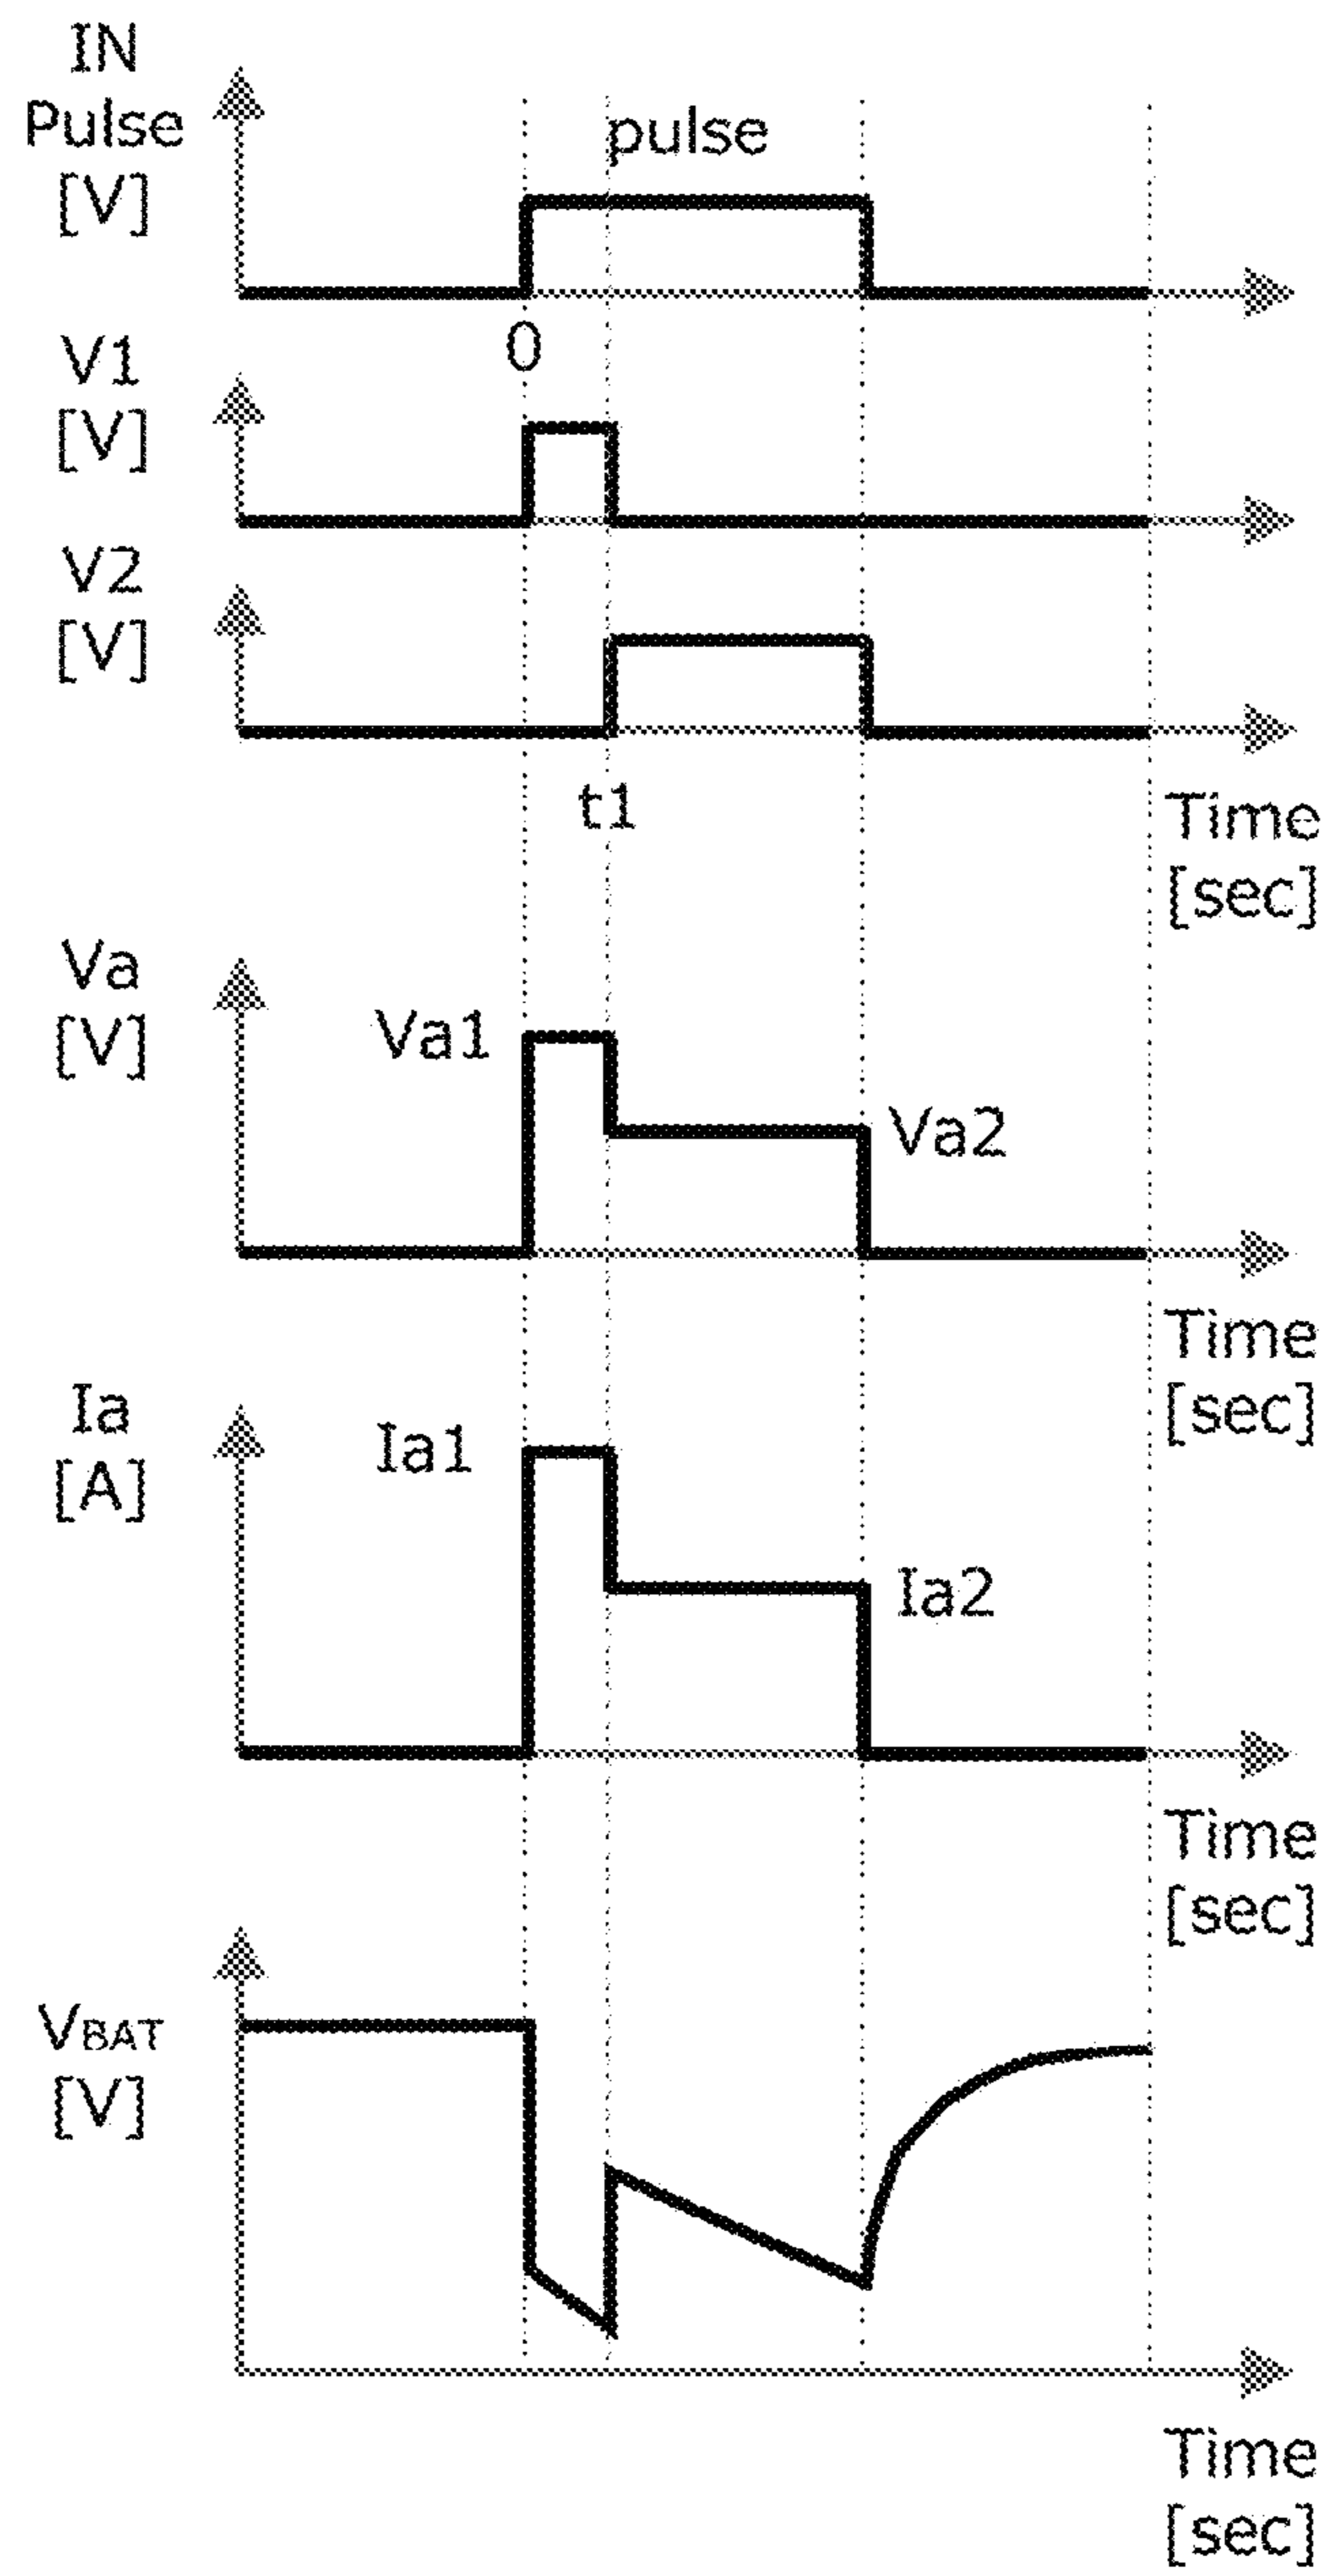 IN
Pulse
[V]
pulse
0
V1
[V]
V2
[V]
t1
Time
[sec]
Va
[V]
Va1
Va2
Time
[sec]
Ia
[A]
Ia1
Ia2
Time
[sec]
VBAT
[V]
Time
[sec]